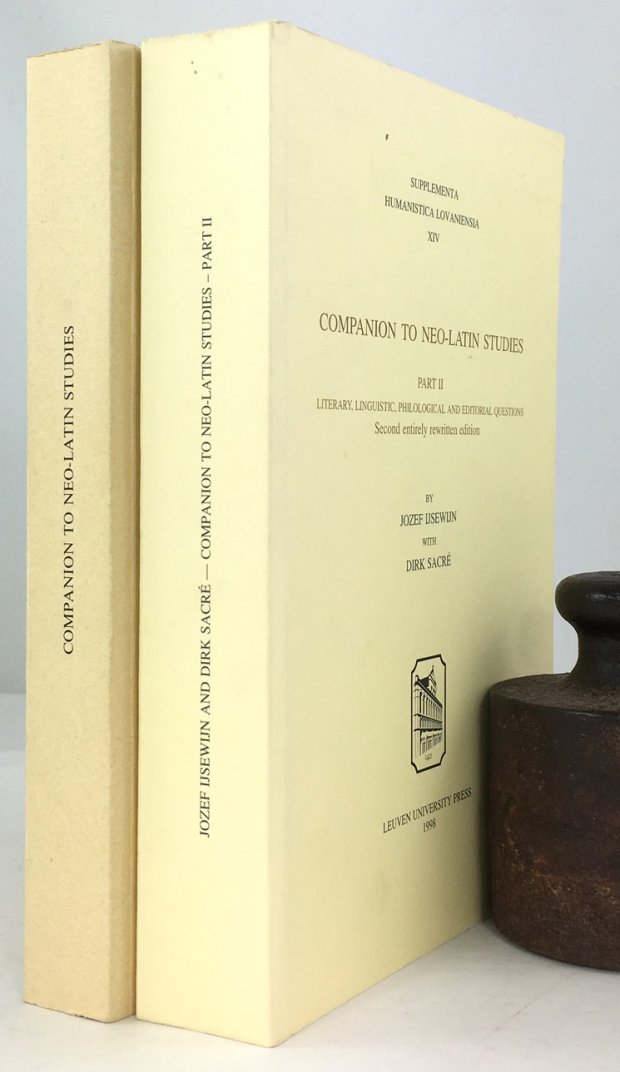 COMPANION TO NEO-LATIN STUDIES
JOZEF IJSEWIJN AND DIRK SACRÉ — COMPANION TO NEO-LATIN STUDIES – PART II
SUPPLEMENTA
HUMANISTICA LOVANIENSIA
XIV
COMPANION TO NEO-LATIN STUDIES
PART II
LITERARY, LINGUISTIC, PHILOLOGICAL AND EDITORIAL QUESTIONS
Second entirely rewritten edition
BY
JOZEF IJSEWIJN
WITH
DIRK SACRÉ
1425
LEUVEN UNIVERSITY PRESS
1998